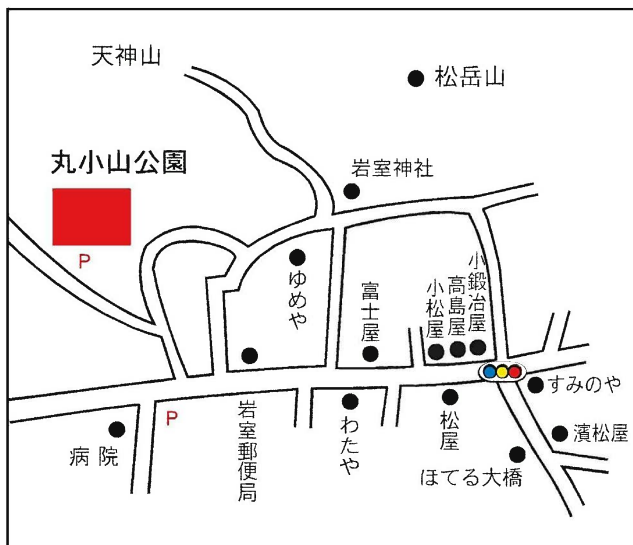 天神山
松岳山
丸小山公園
岩室神社
P
ゆめや
富士屋
小松屋
高島屋
小鍛冶屋
すみのや
P
病院
岩室郵便局
わたや
松屋
濱松屋
ほてる大橋